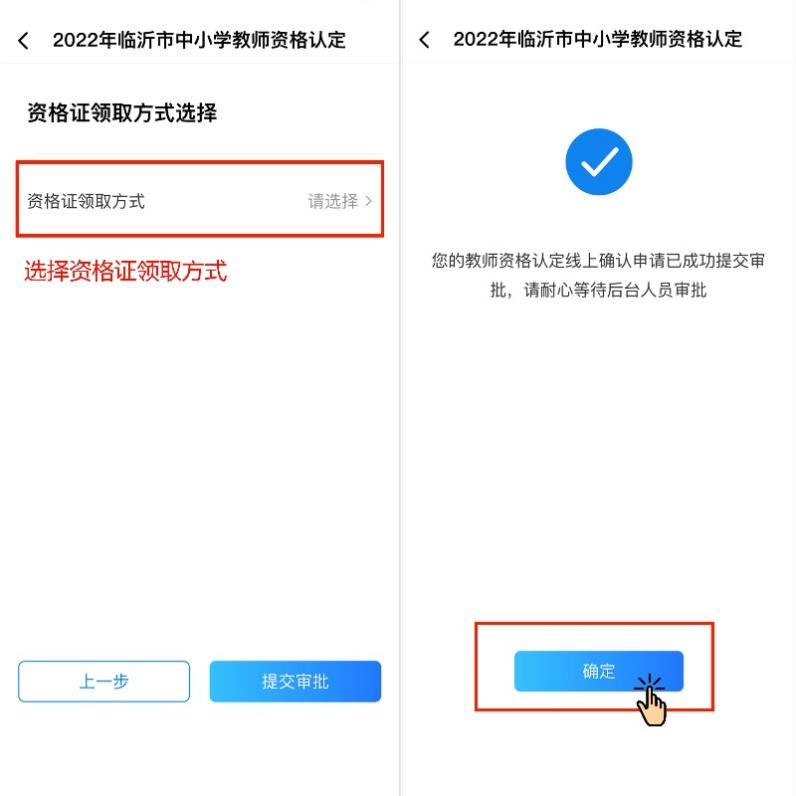 2022年临沂市中小学教师资格认定
资格证领取方式选择
资格证领取方式
请选择
选择资格证领取方式
上一步
提交审批
2022年临沂市中小学教师资格认定
您的教师资格认定线上确认申请已成功提交审
批，请耐心等待后台人员审批
确定